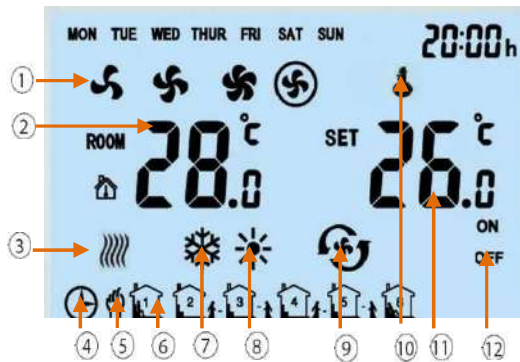 MON TUE WED THUR FRI SAT SUN 20:00h
①
② ROOM 28.0°C SET 26.0°C
③ ON
OFF
1 2 3 4 5 6
④ ⑤ ⑥ ⑦ ⑧ ⑨ ⑩ ⑪ ⑫